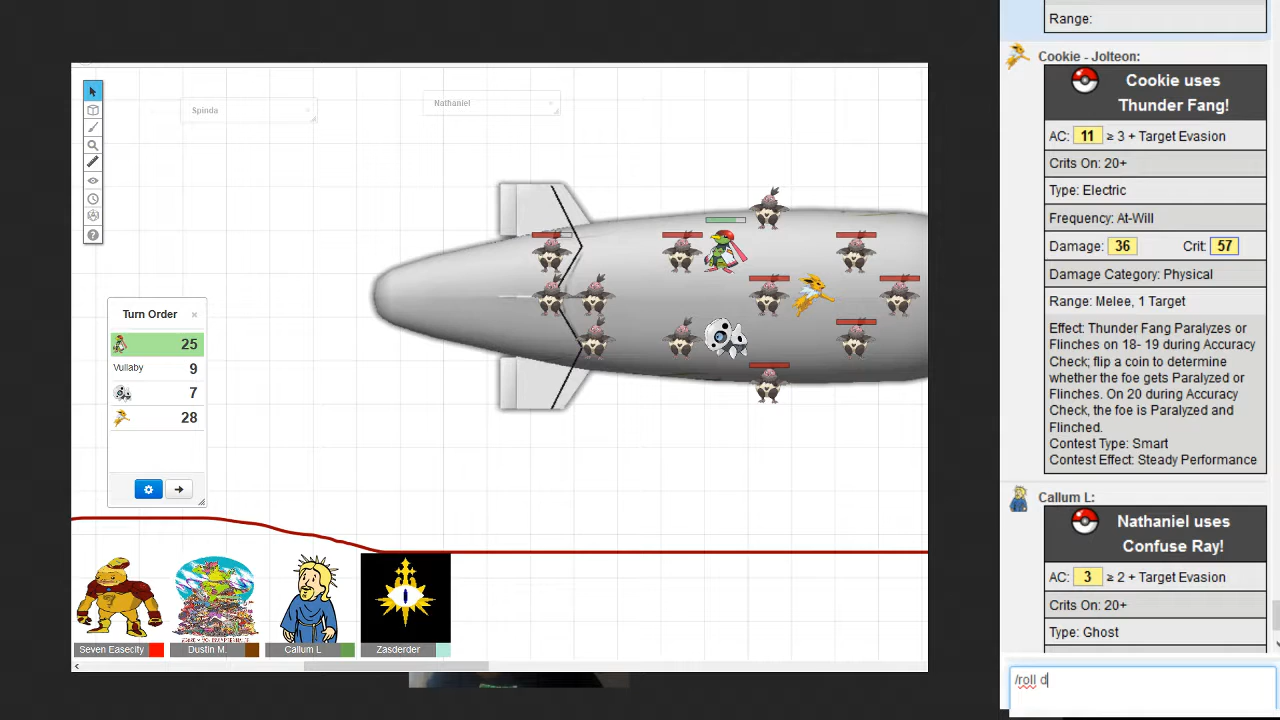 Range:
Cookie - Jolteon:
Cookie uses
Thunder Fang!
AC: 11 ≥ 3 + Target Evasion
Crits On: 20+
Type: Electric
Frequency: At-Will
Damage: 36 Crit: 57
Damage Category: Physical
Range: Melee, 1 Target
Effect: Thunder Fang Paralyzes or
Flinches on 18- 19 during Accuracy
Check; flip a coin to determine
whether the foe gets Paralyzed or
Flinches. On 20 during Accuracy
Check, the foe is Paralyzed and
Flinched.
Contest Type: Smart
Contest Effect: Steady Performance
Callum L:
Nathaniel uses
Confuse Ray!
AC: 3 ≥ 2 + Target Evasion
Crits On: 20+
Type: Ghost
/roll d
Spinda
Nathaniel
Turn Order
25
Vullaby 9
7
28
Seven Easecity
Dustin M.
Callum L
Zasderder